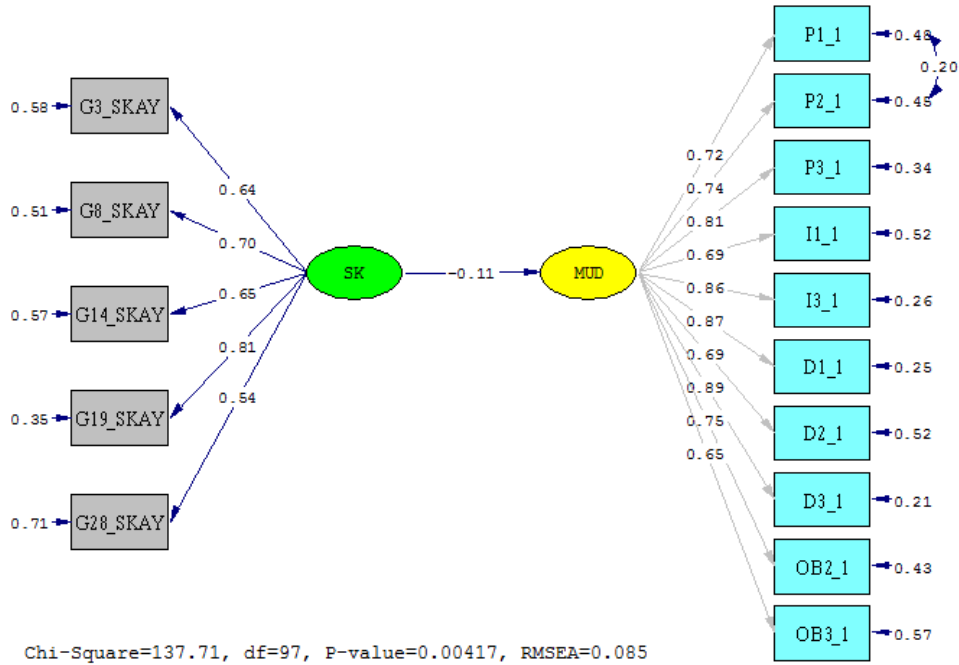 0.58 G3_SKAY
0.51 G8_SKAY
0.57 G14_SKAY
0.35 G19_SKAY
0.71 G28_SKAY
0.64
0.70
0.65
0.81
0.54
SK
-0.11
MUD
0.72
0.74
0.81
0.69
0.86
0.87
0.69
0.89
0.75
0.65
P1_1 0.48
0.20
P2_1 0.45
P3_1 0.34
I1_1 0.52
I3_1 0.26
D1_1 0.25
D2_1 0.52
D3_1 0.21
OB2_1 0.43
OB3_1 0.57
Chi-Square=137.71, df=97, P-value=0.00417, RMSEA=0.085